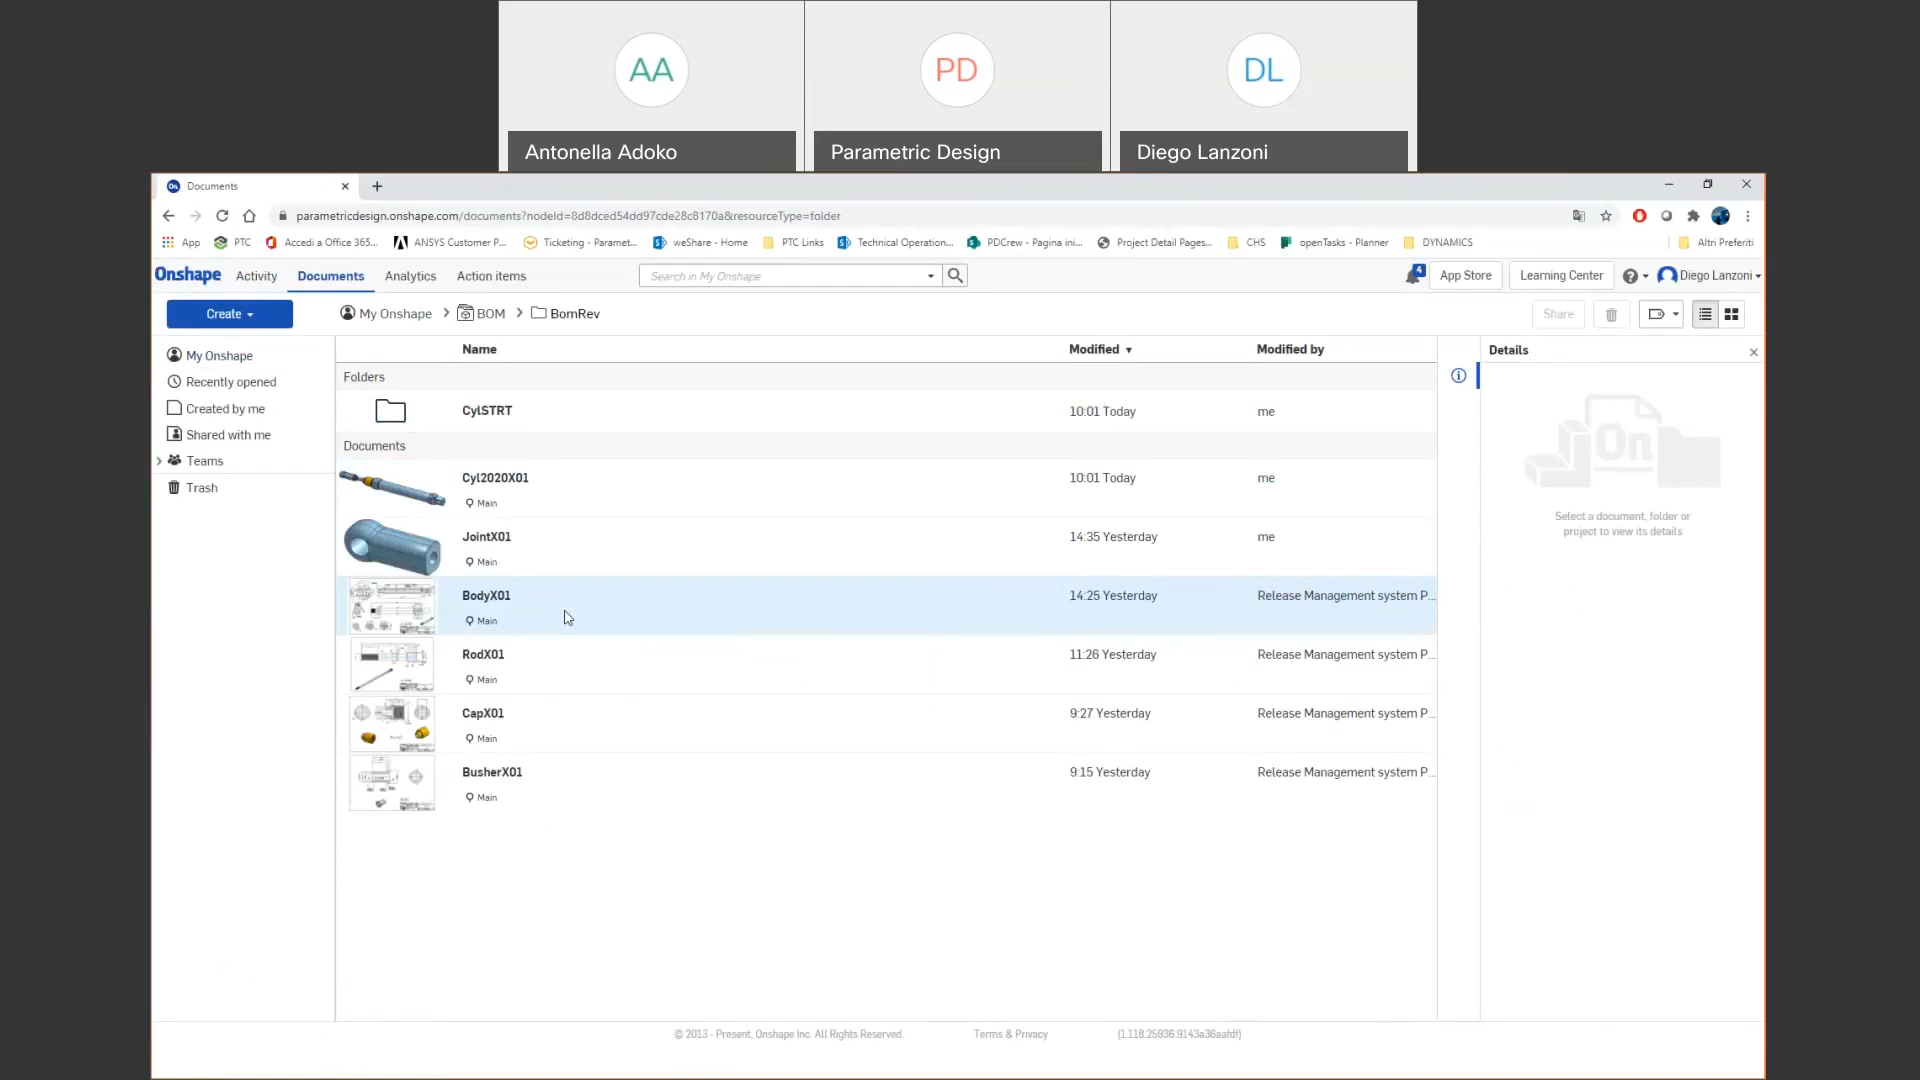 AA
PD
DL
Antonella Adoko
Parametric Design
Diego Lanzoni
Documents
parametricdesign.onshape.com/documents?nodeId=8d8dced54dd97cde28c8170a&resourceType=folder
App
PTC
Accedi a Office 365...
ANSYS Customer P...
Ticketing - Paramet...
weShare - Home
PTC Links
Technical Operation...
PDCrew - Pagina ini...
Project Detail Pages...
CHS
openTasks - Planner
DYNAMICS
Altri Preferiti
Onshape
Activity
Documents
Analytics
Action items
Search in My Onshape
4
App Store
Learning Center
Diego Lanzoni
Create
My Onshape
BOM
BomRev
Share
My Onshape
Recently opened
Created by me
Shared with me
Teams
Trash
Name
Modified
Modified by
Folders
CylSTRT
10:01 Today
me
Documents
Cyl2020X01
10:01 Today
me
Main
JointX01
14:35 Yesterday
me
Main
BodyX01
14:25 Yesterday
Release Management system P...
Main
RodX01
11:26 Yesterday
Release Management system P...
Main
CapX01
9:27 Yesterday
Release Management system P...
Main
BusherX01
9:15 Yesterday
Release Management system P...
Main
Details
On
Select a document, folder or
project to view its details
© 2013 - Present, Onshape Inc. All Rights Reserved.
Terms & Privacy
(1.118.25936.9143a36aafdf)